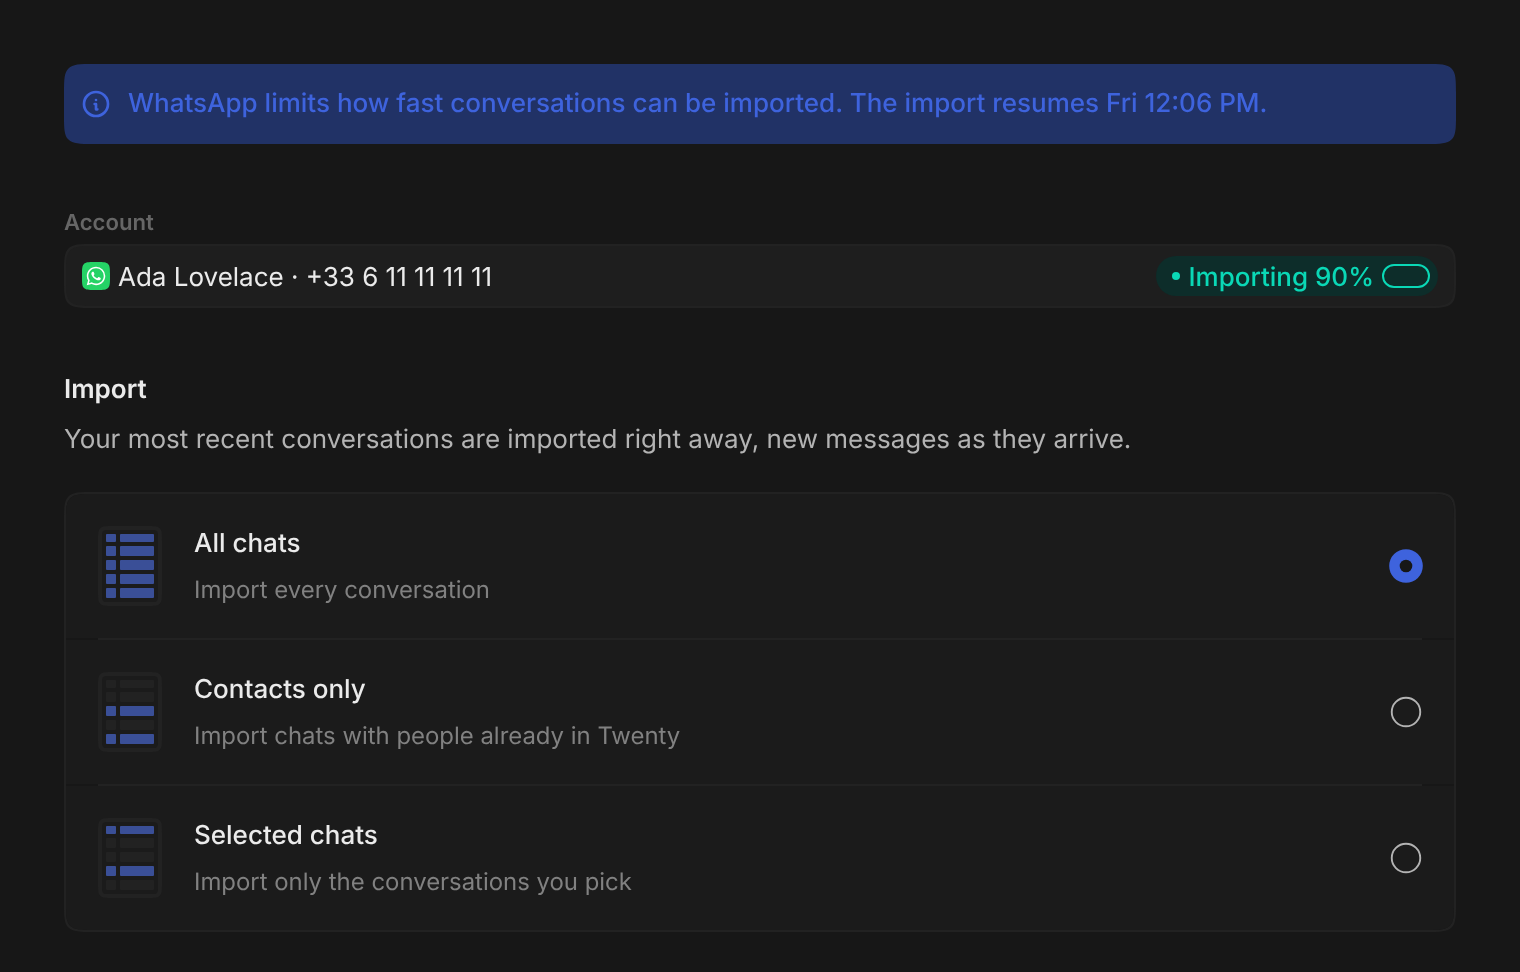 WhatsApp limits how fast conversations can be imported. The import resumes Fri 12:06 PM.
Account
Ada Lovelace · +33 6 11 11 11 11
Importing 90%
Import
Your most recent conversations are imported right away, new messages as they arrive.
All chats
Import every conversation
Contacts only
Import chats with people already in Twenty
Selected chats
Import only the conversations you pick